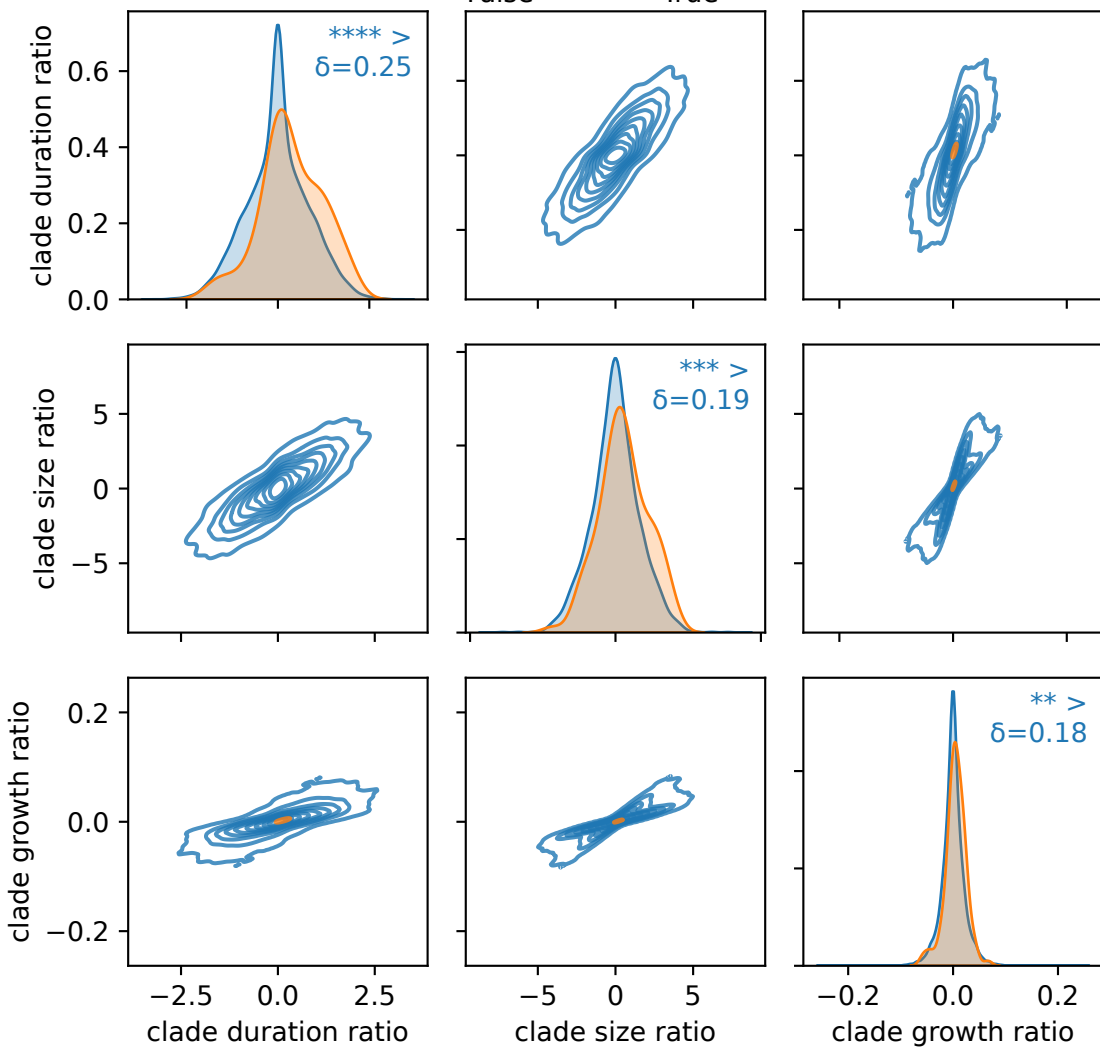 True
clade duration ratio
0.6
0.4
0.2
0.0
**** >
δ=0.25
clade size ratio
5
0
−5
*** >
δ=0.19
clade growth ratio
0.2
0.0
−0.2
** >
δ=0.18
−2.5 0.0 2.5
−5 0 5
−0.2 0.0 0.2
clade duration ratio
clade size ratio
clade growth ratio